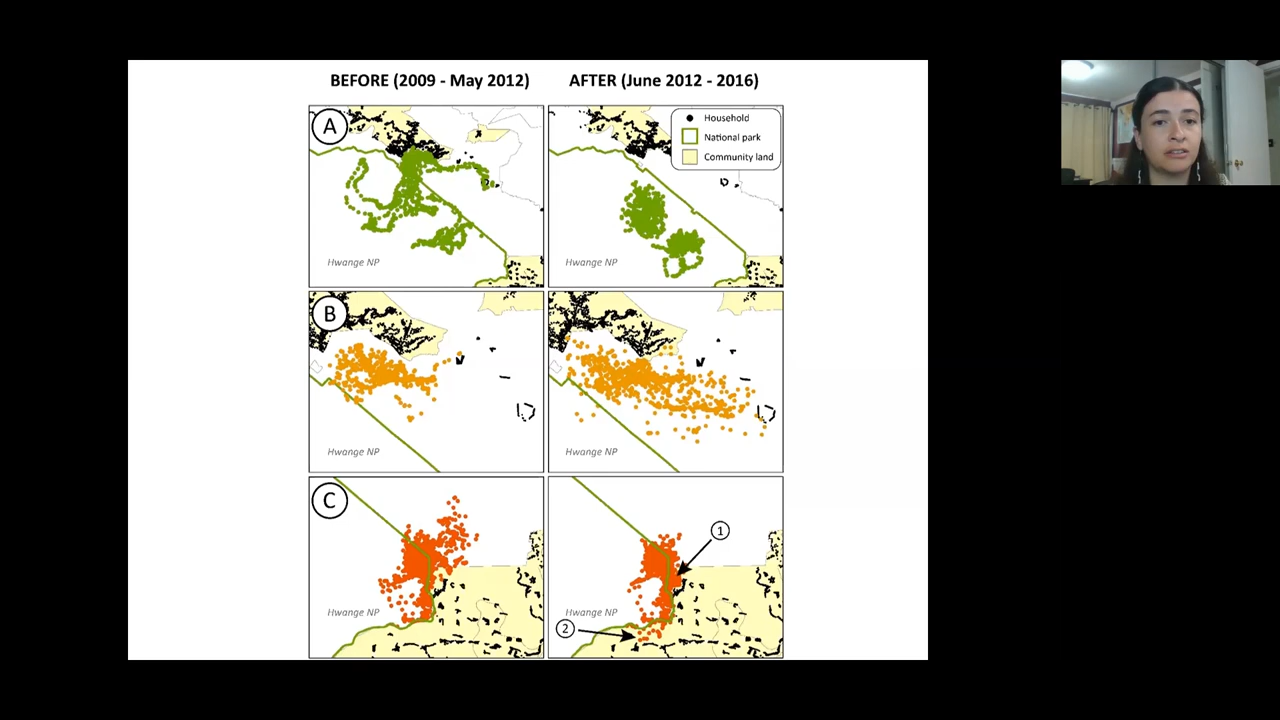 BEFORE (2009 - May 2012)
AFTER (June 2012 - 2016)
A
Household
National park
Community land
Hwange NP
Hwange NP
B
Hwange NP
Hwange NP
C
1
Hwange NP
Hwange NP
2